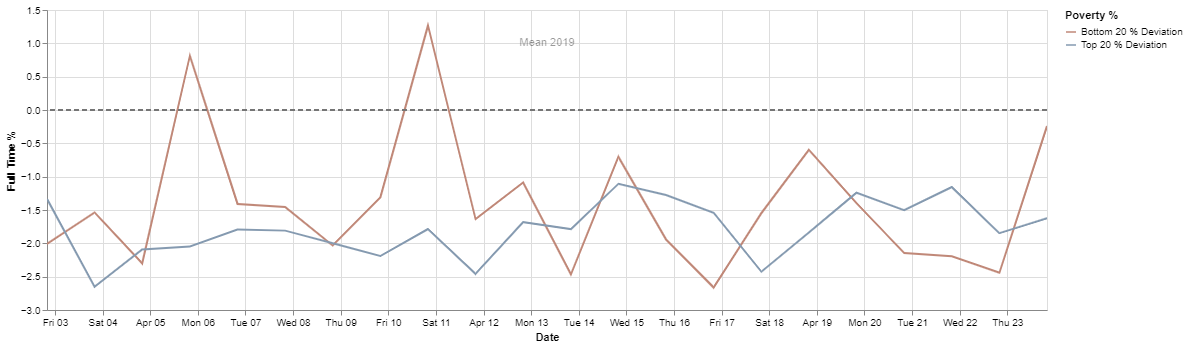 Poverty %
Bottom 20 % Deviation
Top 20 % Deviation
Mean 2019
Full Time %
1.5
1.0
0.5
0.0
−0.5
−1.0
−1.5
−2.0
−2.5
−3.0
Fri 03 Sat 04 Apr 05 Mon 06 Tue 07 Wed 08 Thu 09 Fri 10 Sat 11 Apr 12 Mon 13 Tue 14 Wed 15 Thu 16 Fri 17 Sat 18 Apr 19 Mon 20 Tue 21 Wed 22 Thu 23
Date